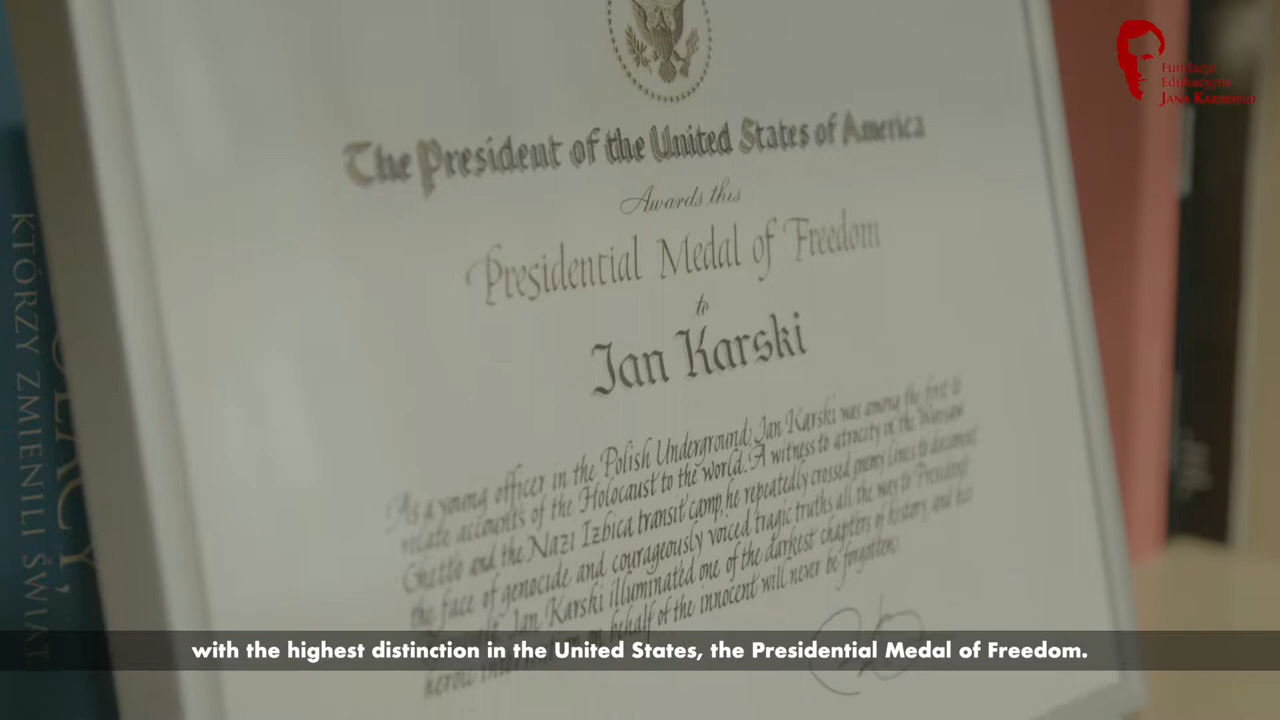 Fundacja
Edukacyjna
JANA KARSKIEGO
The President of the United States of America
Awards this
Presidential Medal of Freedom
to
Jan Karski
As a young officer in the Polish Underground, Jan Karski was among the first to
relate accounts of the Holocaust to the world. A witness to atrocity in the Warsaw
Ghetto and the Nazi Izbica transit camp, he repeatedly crossed enemy lines to document
the face of genocide, and courageously voiced tragic truths all the way to President
Jan Karski illuminated one of the darkest chapters of history, and his
heroic on behalf of the innocent will never be forgotten.
KTÓRZY ZMIENILI ŚWIAT
with the highest distinction in the United States, the Presidential Medal of Freedom.